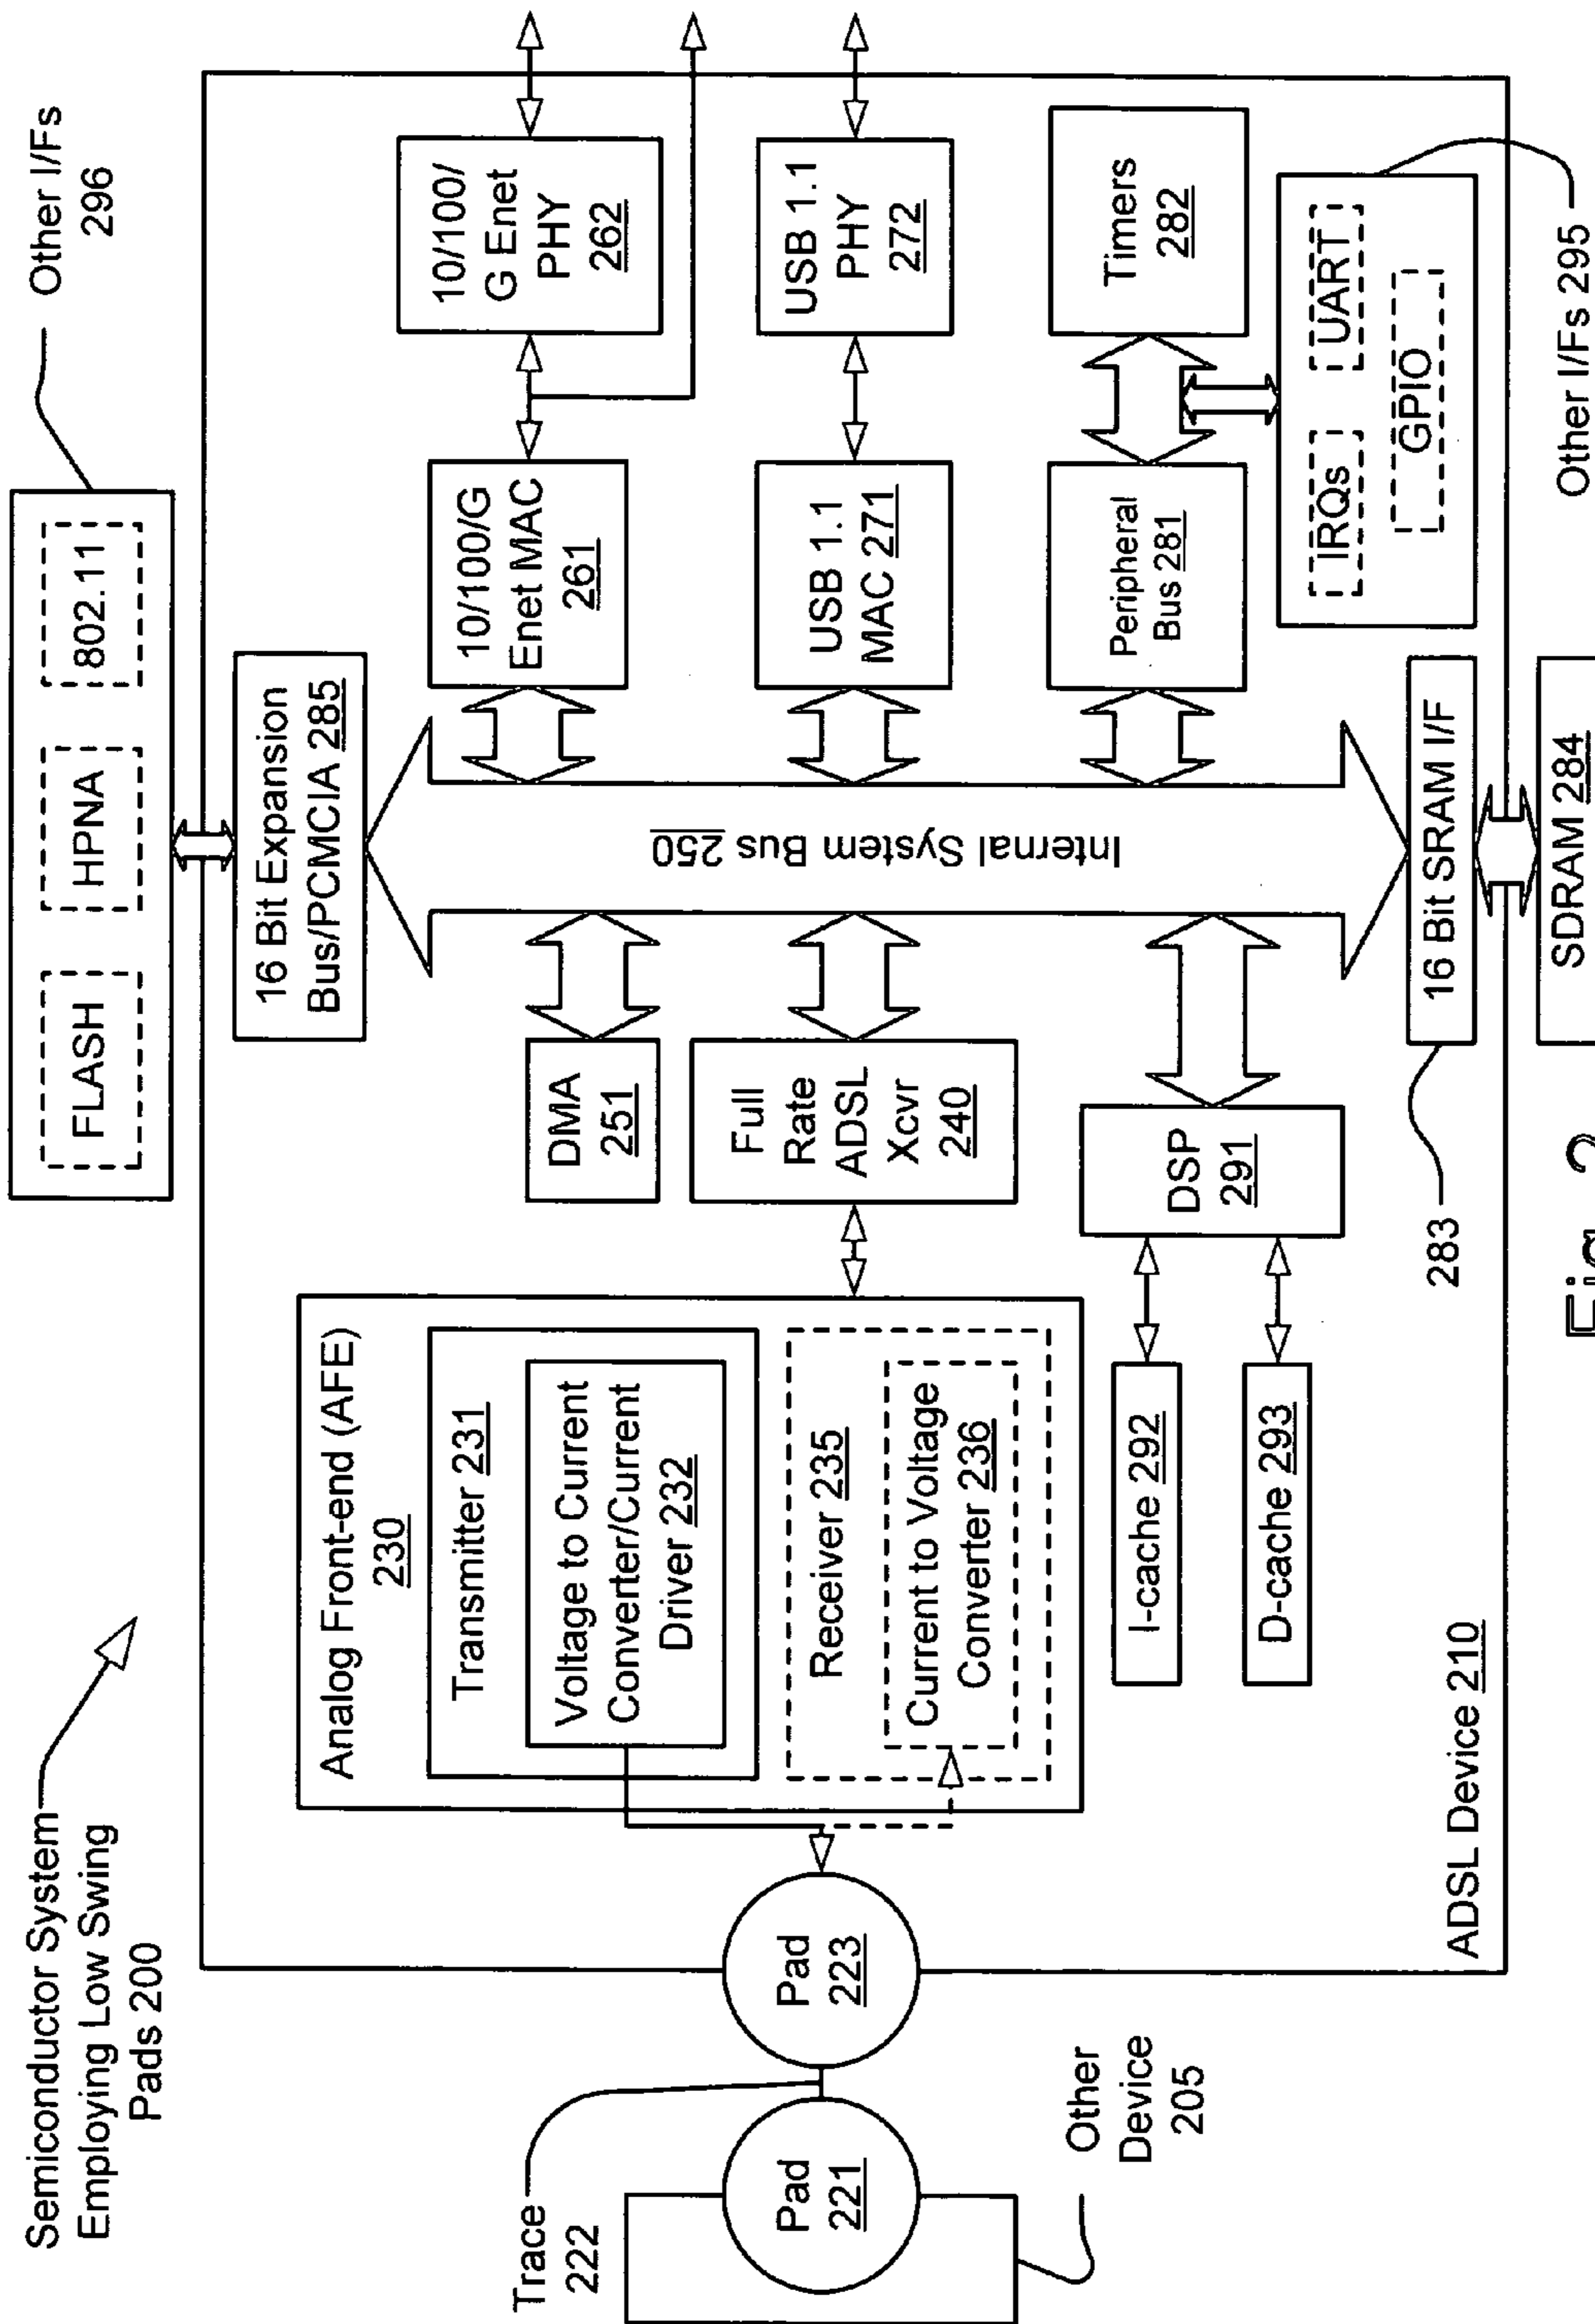 Semiconductor System
Employing Low Swing
Pads 200
Other I/Fs
296
FLASH
HPNA
802.11
16 Bit Expansion
Bus/PCMCIA 285
Analog Front-end (AFE)
230
Transmitter 231
Voltage to Current
Converter/Current
Driver 232
Receiver 235
Current to Voltage
Converter 236
DMA
251
Full
Rate
ADSL
Xcvr
240
Internal System Bus 250
10/100/G
Enet MAC
261
10/100/
G Enet
PHY
262
USB 1.1
MAC 271
USB 1.1
PHY
272
Peripheral
Bus 281
Timers
282
IRQs
UART
GPIO
Other I/Fs 295
Trace
222
Pad
221
Pad
223
Other
Device
205
I-cache 292
D-cache 293
DSP
291
ADSL Device 210
283
16 Bit SRAM I/F
SDRAM 284
Fig. 2